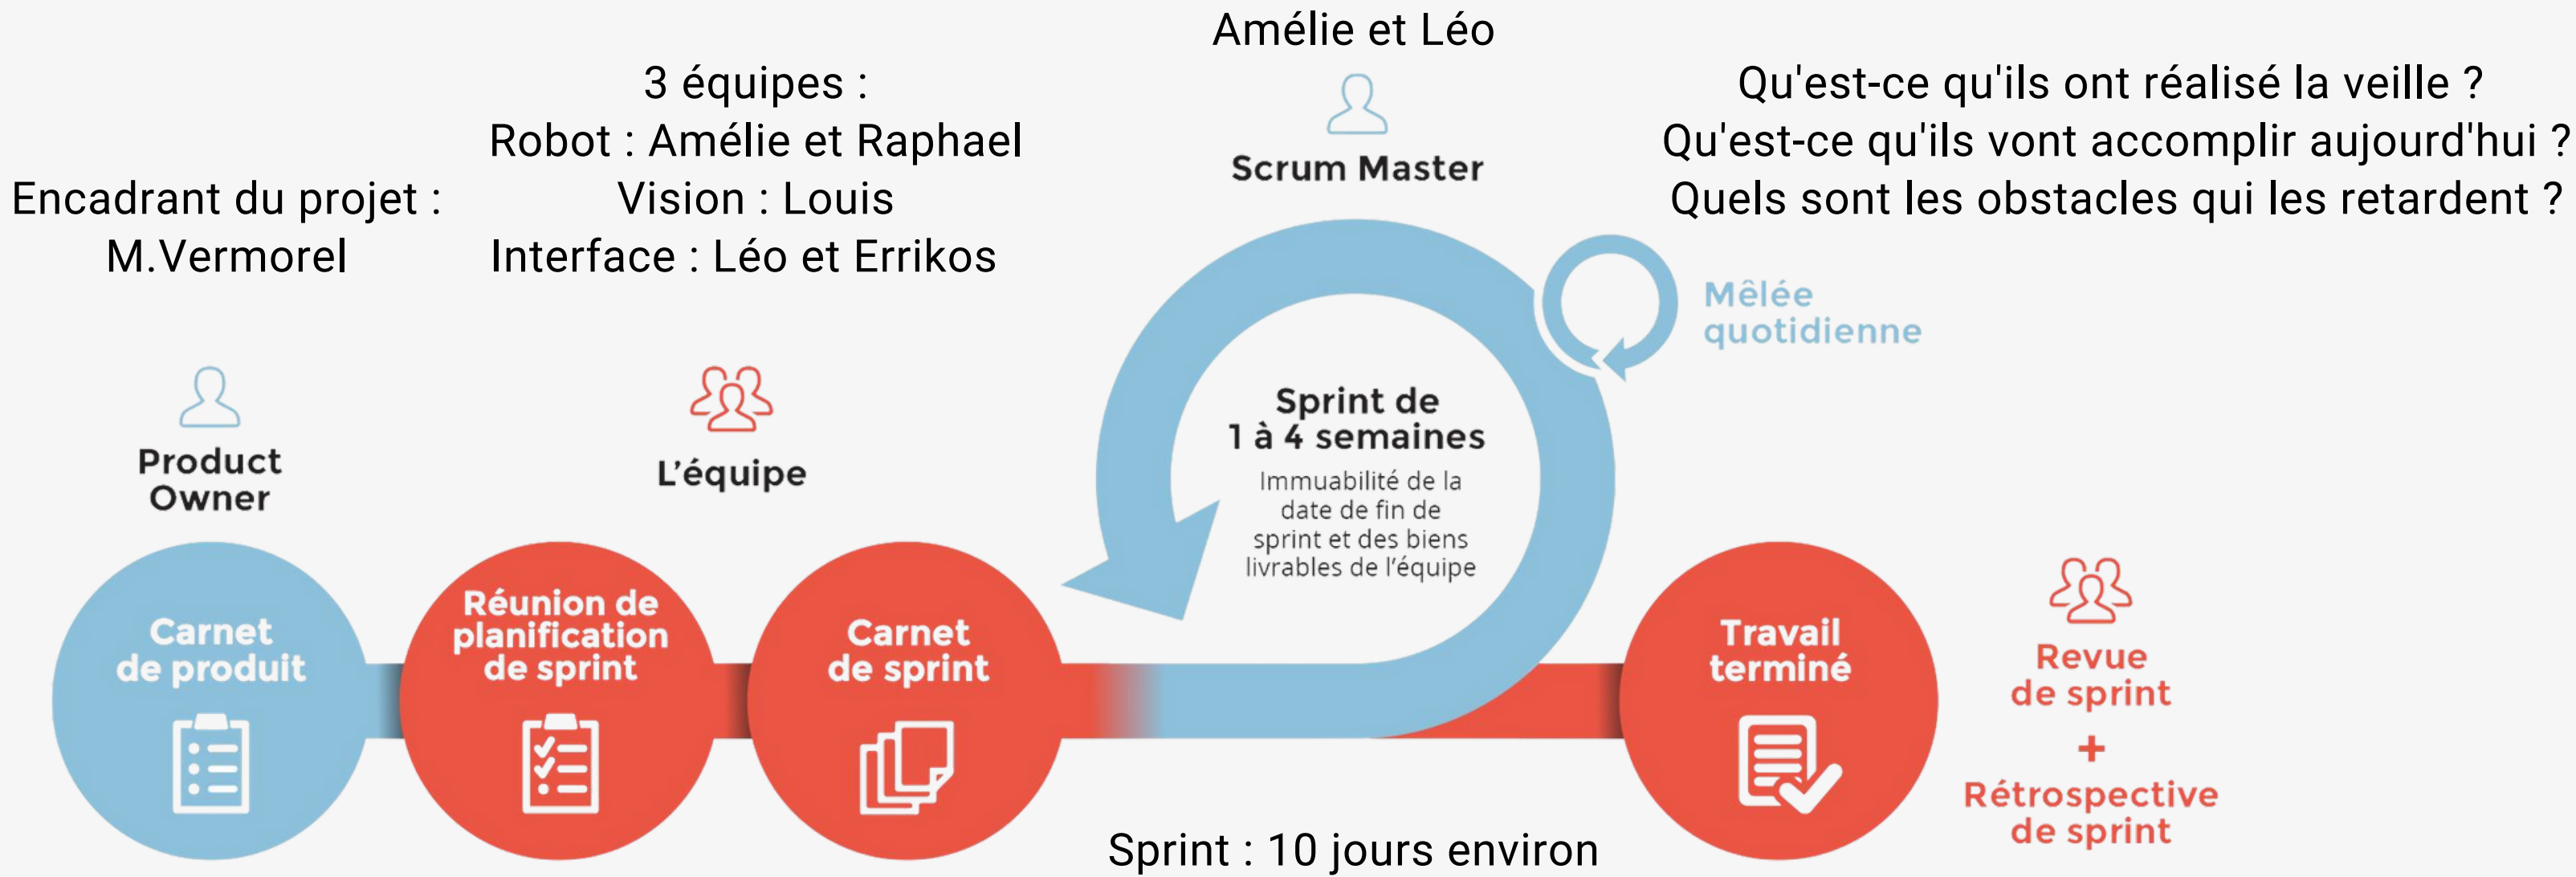 Amélie et Léo
Scrum Master
3 équipes :
Robot : Amélie et Raphael
Vision : Louis
Interface : Léo et Errikos
Encadrant du projet :
M.Vermorel
Qu'est-ce qu'ils ont réalisé la veille ?
Qu'est-ce qu'ils vont accomplir aujourd'hui ?
Quels sont les obstacles qui les retardent ?
Mêlée
quotidienne
Product
Owner
L’équipe
Sprint de
1 à 4 semaines
Immuabilité de la
date de fin de
sprint et des biens
livrables de l’équipe
Carnet
de produit
Réunion de
planification
de sprint
Carnet
de sprint
Travail
terminé
Revue
de sprint
+
Rétrospective
de sprint
Sprint : 10 jours environ